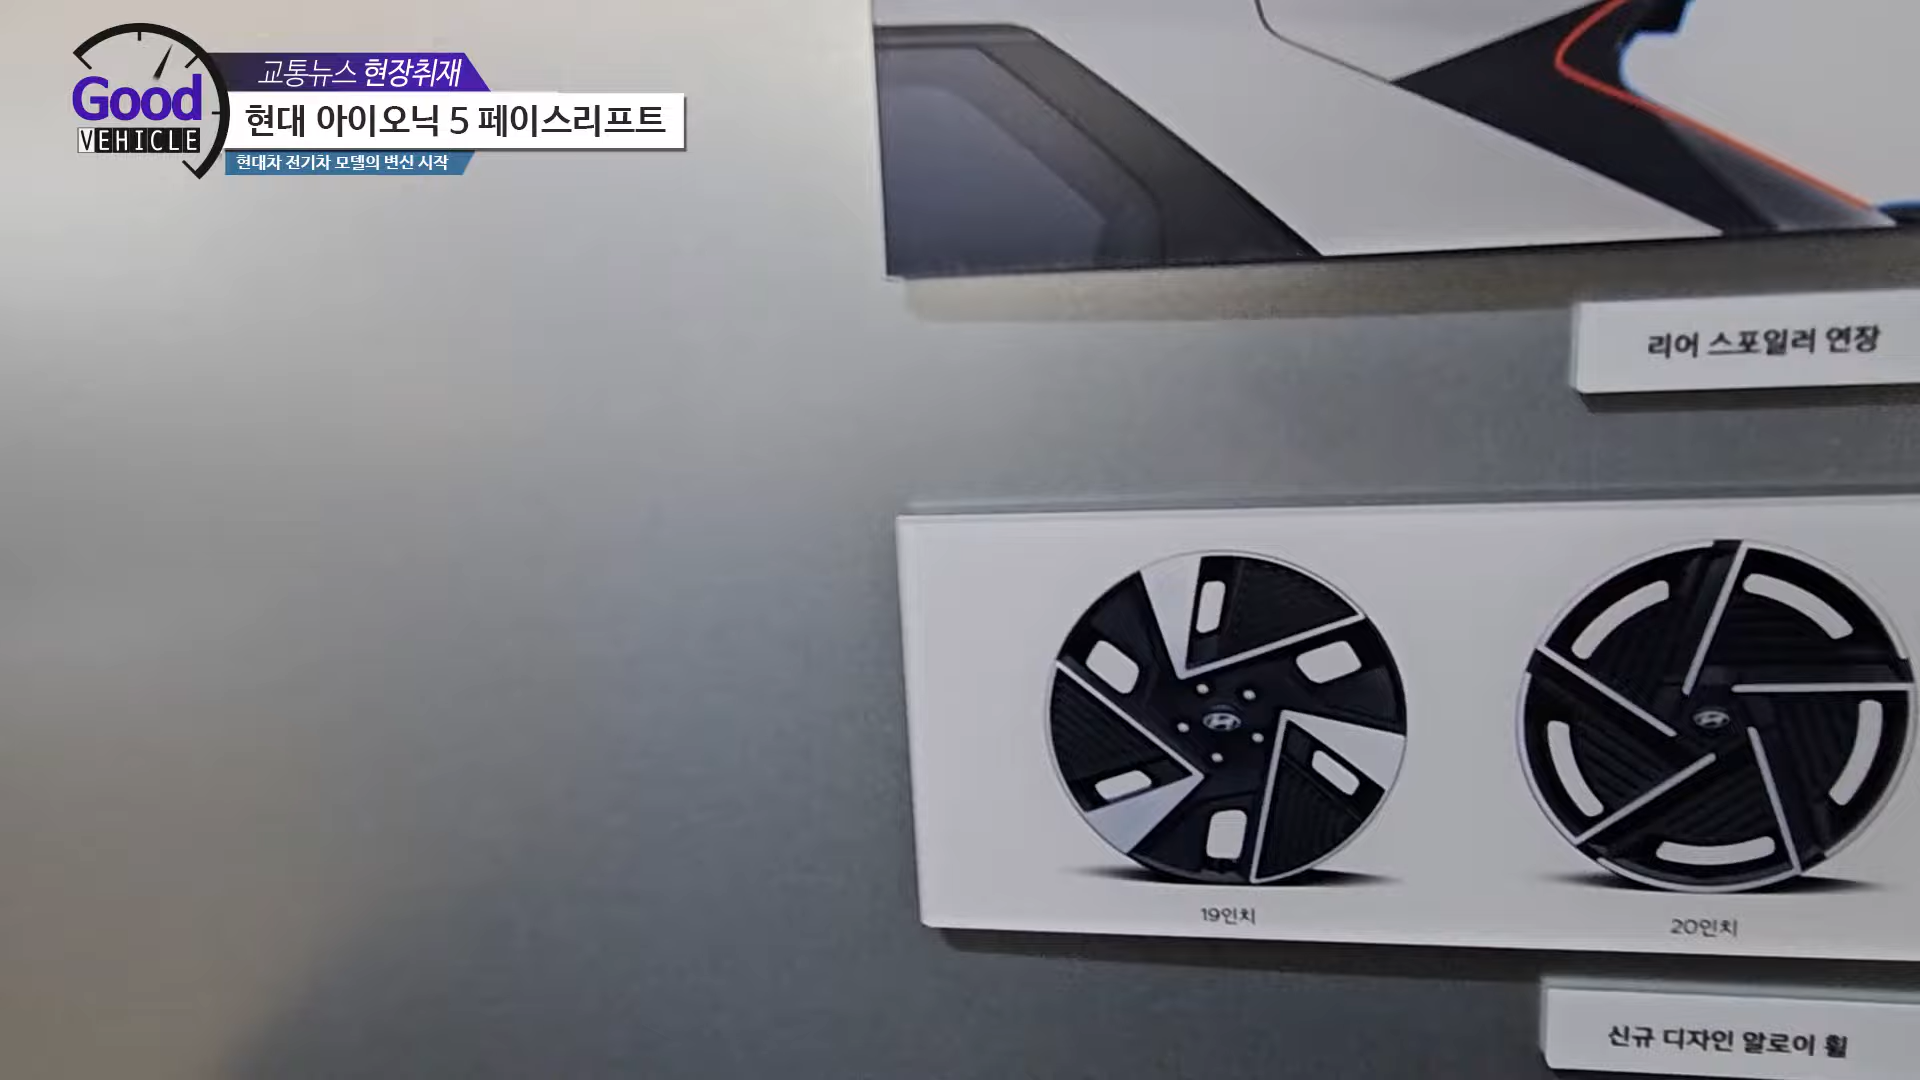 Good
VEHICLE
교통뉴스 현장취재
현대 아이오닉 5 페이스리프트
현대차 전기차 모델의 변신 시작
리어 스포일러 연장
19인치
20인치
신규 디자인 알로이 휠